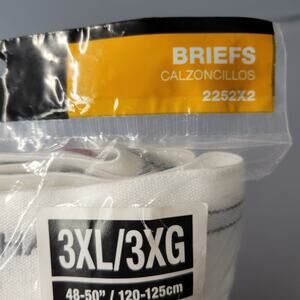 BRIEFS
CALZONCILLOS
2252X2
3XL/3XG
48-50" / 120-125cm